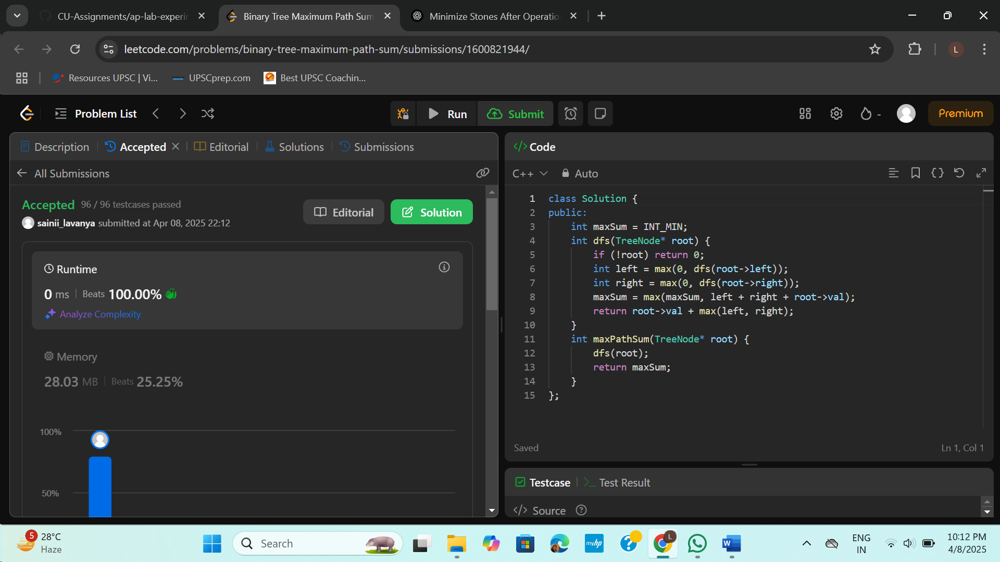 CU-Assignments/ap-lab-experir
Binary Tree Maximum Path Sum
Minimize Stones After Operatio
leetcode.com/problems/binary-tree-maximum-path-sum/submissions/1600821944/
L
Resources UPSC | Vi...
UPSCprep.com
Best UPSC Coachin...
Problem List
Run
Submit
-
Premium
Description
Accepted
Editorial
Solutions
Submissions
All Submissions
Accepted 96 / 96 testcases passed
sainii_lavanya submitted at Apr 08, 2025 22:12
Editorial
Solution
Runtime
0 ms | Beats 100.00%
Analyze Complexity
Memory
28.03 MB | Beats 25.25%
100%
50%
</> Code
C++
Auto
1 class Solution {
2 public:
3 int maxSum = INT_MIN;
4 int dfs(TreeNode* root) {
5 if (!root) return 0;
6 int left = max(0, dfs(root->left));
7 int right = max(0, dfs(root->right));
8 maxSum = max(maxSum, left + right + root->val);
9 return root->val + max(left, right);
10 }
11 int maxPathSum(TreeNode* root) {
12 dfs(root);
13 return maxSum;
14 }
15 };
Saved
Ln 1, Col 1
Testcase
Test Result
</> Source
5
28°C
Haze
Search
myhp
L
W
ENG
IN
10:12 PM
4/8/2025